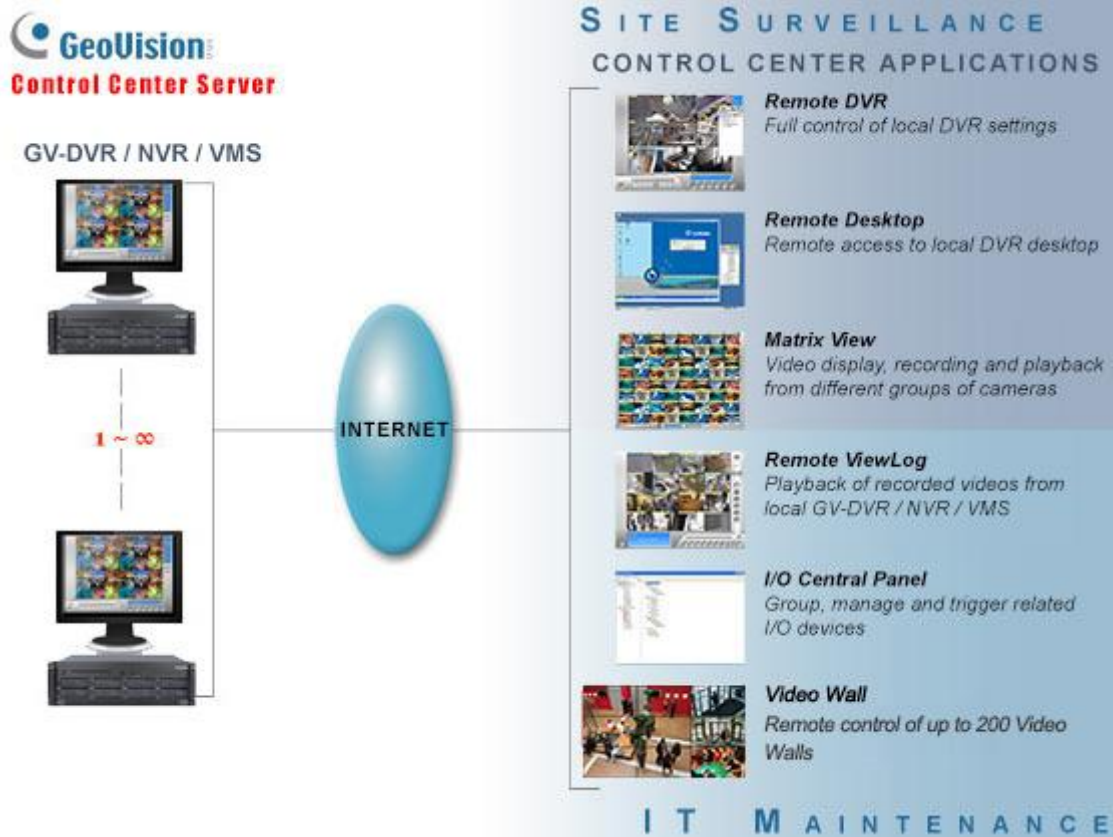 GeoVision
Control Center Server
GV-DVR / NVR / VMS
1 ~ ∞
INTERNET
SITE SURVEILLANCE
CONTROL CENTER APPLICATIONS
Remote DVR
Full control of local DVR settings
Remote Desktop
Remote access to local DVR desktop
Matrix View
Video display, recording and playback
from different groups of cameras
Remote ViewLog
Playback of recorded videos from
local GV-DVR / NVR / VMS
I/O Central Panel
Group, manage and trigger related
I/O devices
Video Wall
Remote control of up to 200 Video
Walls
IT MAINTENANCE